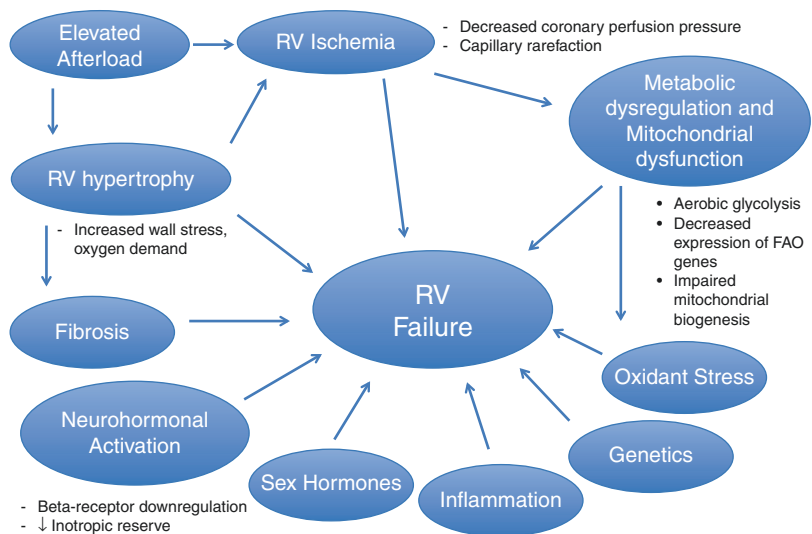 Elevated
Afterload
RV Ischemia
- Decreased coronary perfusion pressure
- Capillary rarefaction
Metabolic
dysregulation and
Mitochondrial
dysfunction
RV hypertrophy
- Increased wall stress,
oxygen demand
• Aerobic glycolysis
• Decreased
expression of FAO
genes
• Impaired
mitochondrial
biogenesis
RV
Failure
Fibrosis
Oxidant Stress
Neurohormonal
Activation
Genetics
Sex Hormones
Inflammation
- Beta-receptor downregulation
- ↓ Inotropic reserve